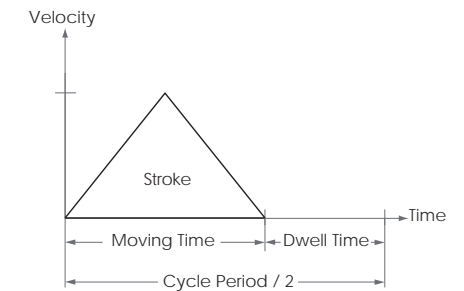 Velocity
Stroke
Time
Moving Time
Dwell Time
Cycle Period / 2